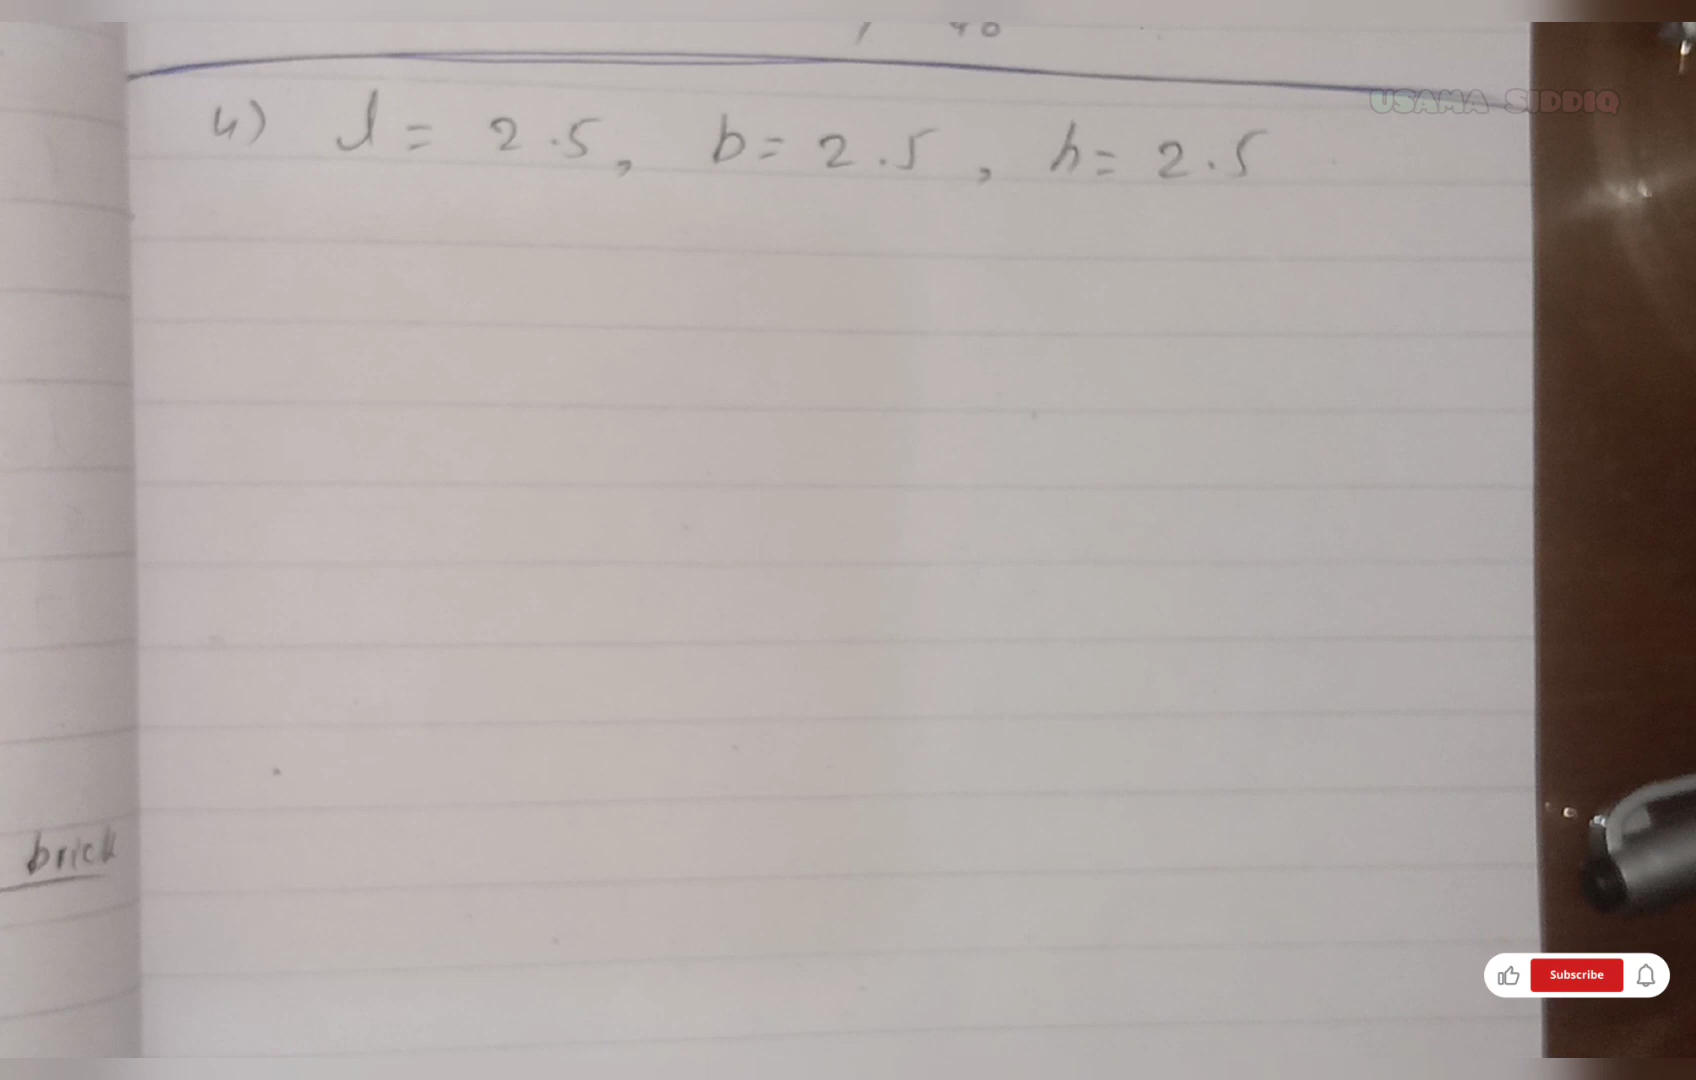 USAMA SIDDIQ
4) l = 2.5, b = 2.5, h = 2.5
brick
Subscribe